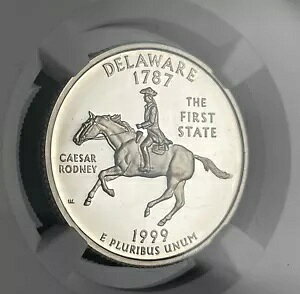 DELAWARE
1787
THE
FIRST
STATE
CAESAR
RODNEY
1999
E PLURIBUS UNUM